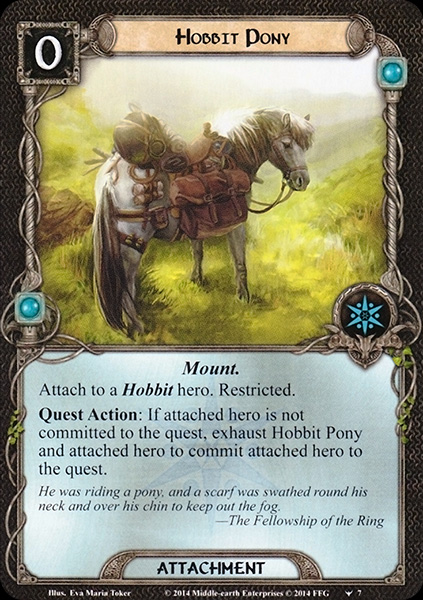 0
HOBBIT PONY
Mount.
Attach to a Hobbit hero. Restricted.
Quest Action: If attached hero is not
committed to the quest, exhaust Hobbit Pony
and attached hero to commit attached hero to
the quest.
He was riding a pony, and a scarf was swathed round his
neck and over his chin to keep out the fog.
—The Fellowship of the Ring
ATTACHMENT
Illus. Eva Maria Toker © 2014 Middle-earth Enterprises © 2014 FFG 7